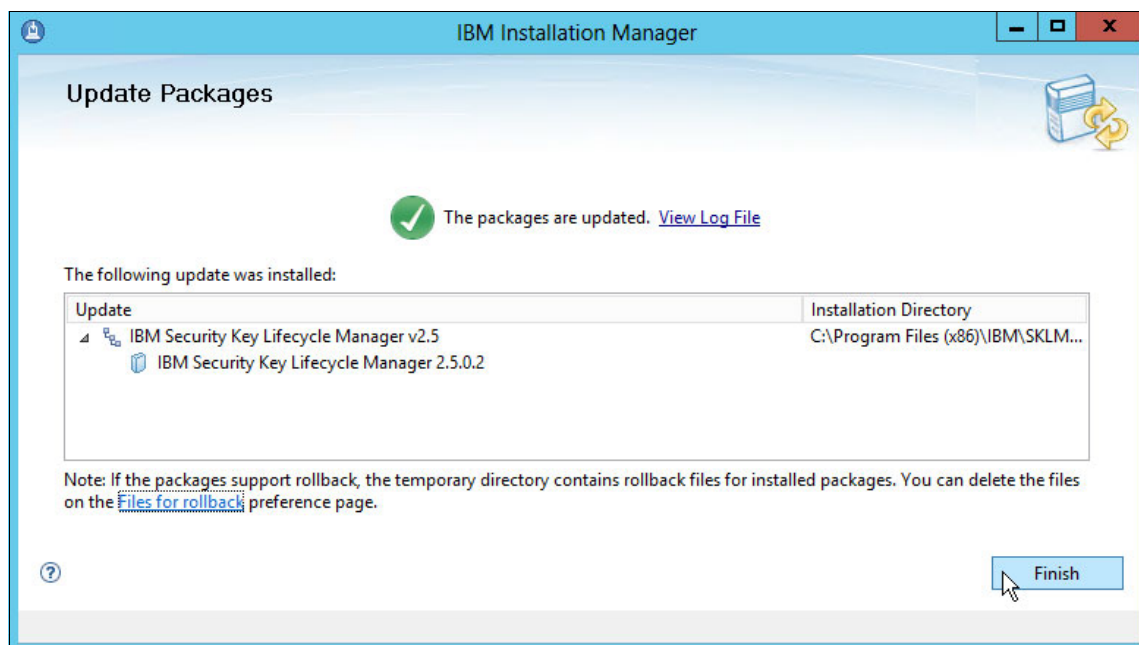 IBM Installation Manager
Update Packages
The packages are updated. View Log File
The following update was installed:
Update Installation Directory
IBM Security Key Lifecycle Manager v2.5 C:\Program Files (x86)\IBM\SKLM...
IBM Security Key Lifecycle Manager 2.5.0.2
Note: If the packages support rollback, the temporary directory contains rollback files for installed packages. You can delete the files
on the Files for rollback preference page.
? Finish